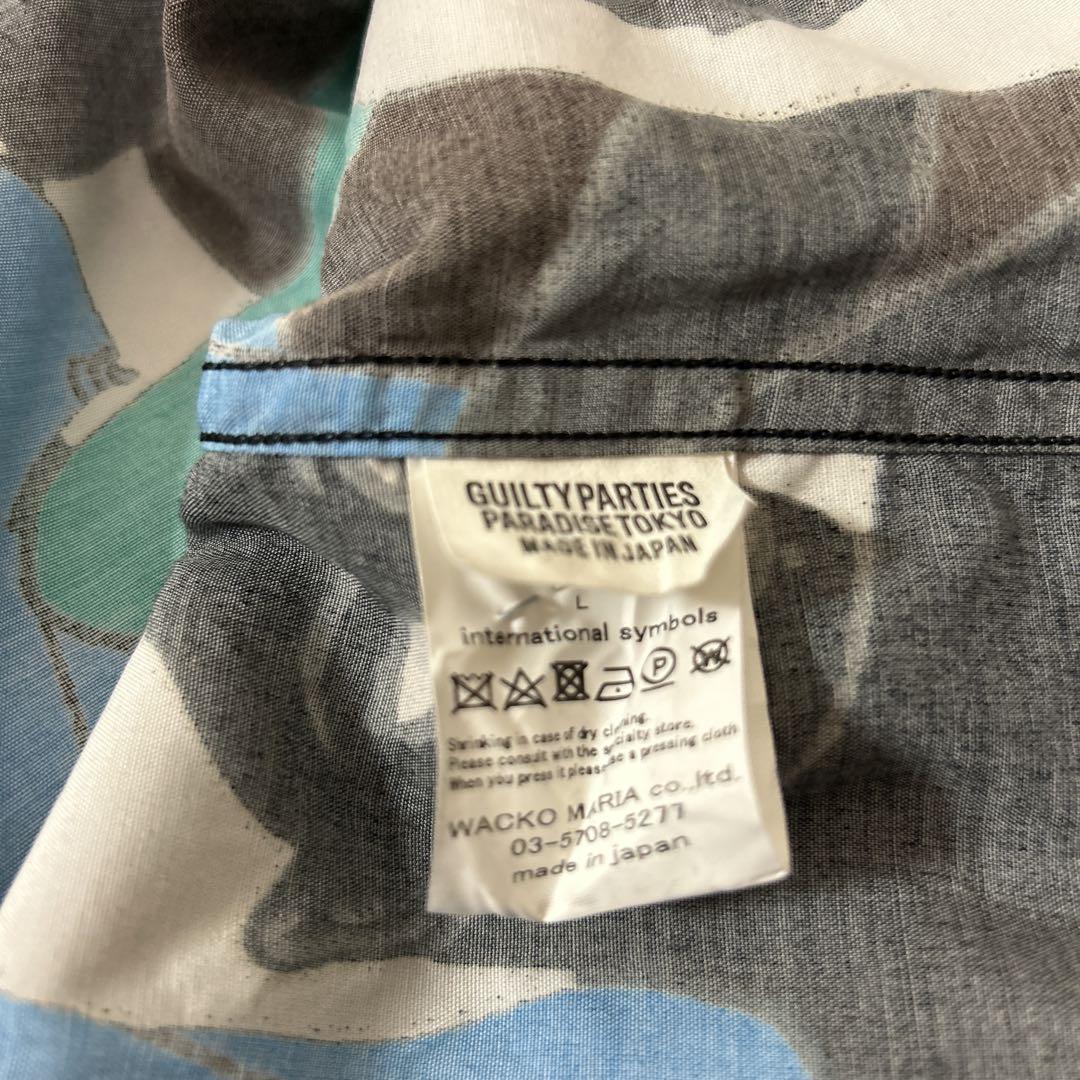 GUILTY PARTIES
PARADISE TOKYO
MADE IN JAPAN
L
international symbols
P W
Shrinking in case of dry cleaning.
Please consult with the specialty store.
When you press it please use a pressing cloth
WACKO MARIA co.,ltd.
03-5708-5277
made in japan